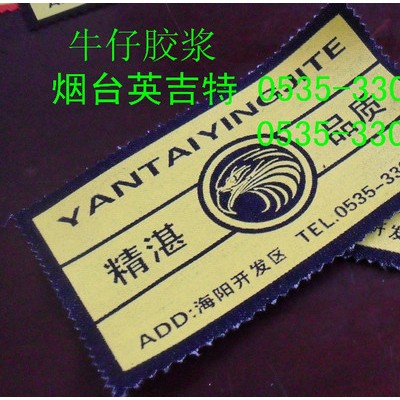 牛仔胶浆
烟台英吉特 0535-330
0535-330
YANTAIYINGJITE
精湛 品质
ADD:海阳开发区 TEL.0535-33